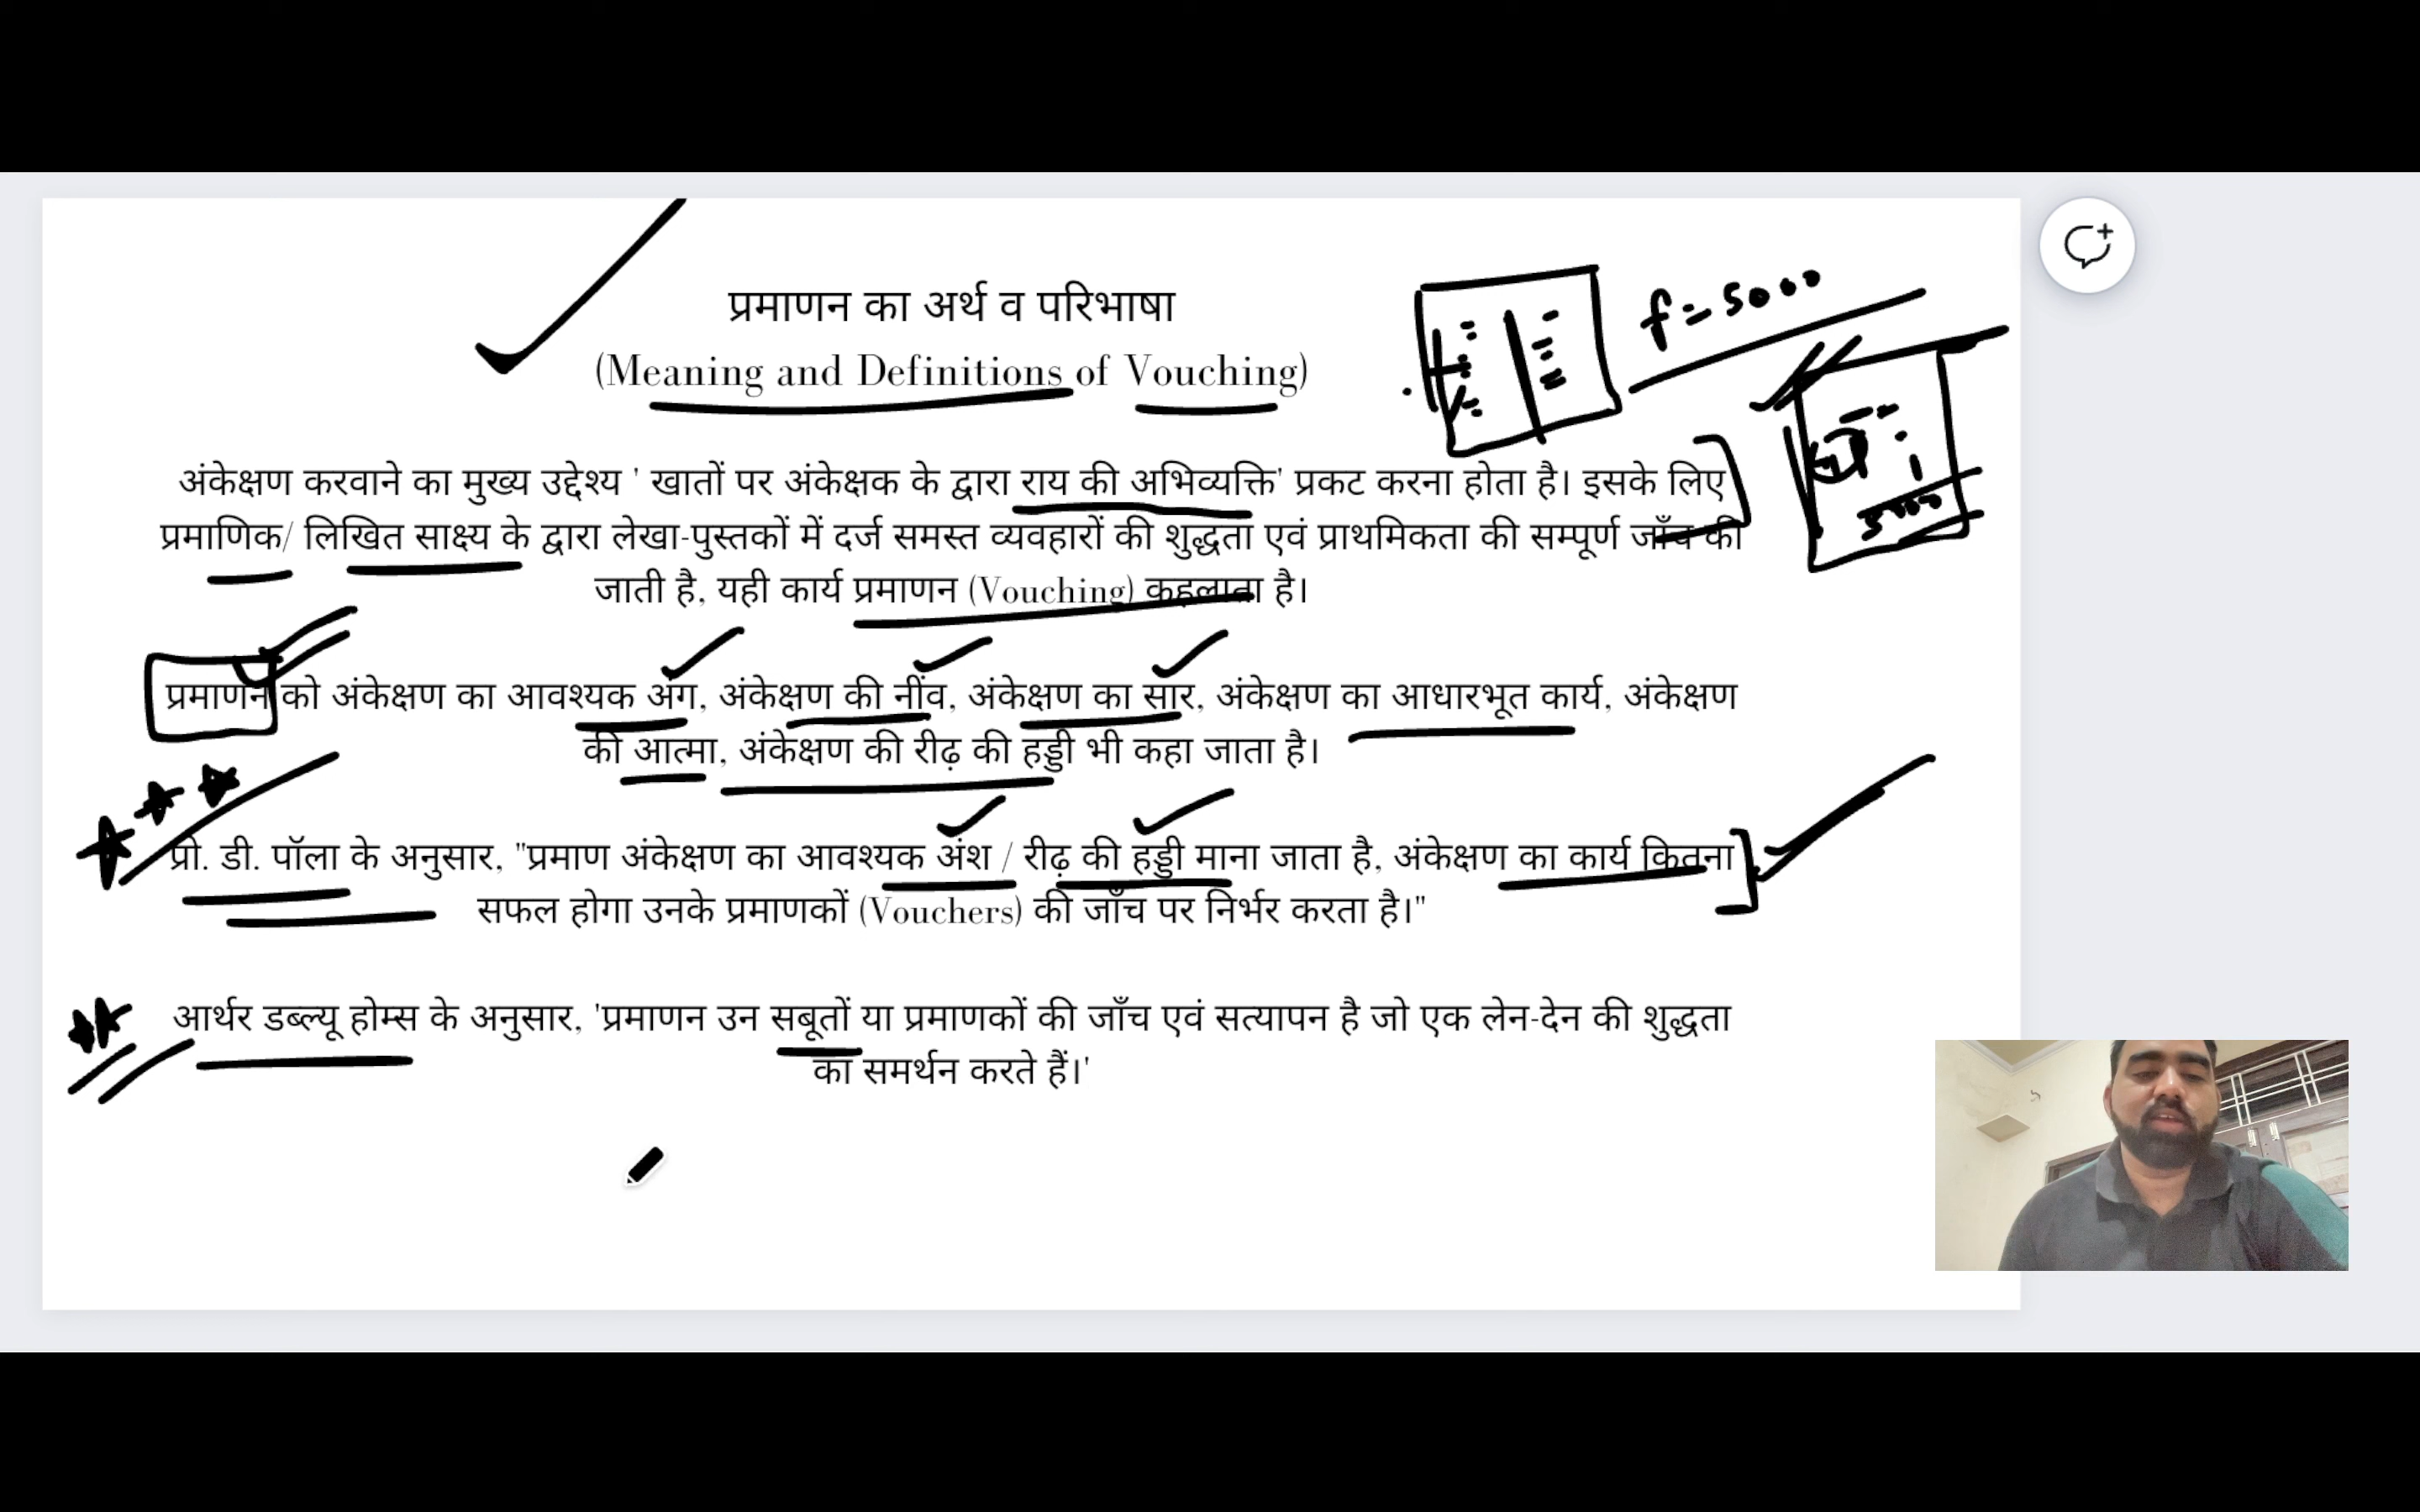 प्रमाणन का अर्थ व परिभाषा
(Meaning and Definitions of Vouching)
f = 5000
अंकेक्षण करवाने का मुख्य उद्देश्य ' खातों पर अंकेक्षक के द्वारा राय की अभिव्यक्ति' प्रकट करना होता है। इसके लिए
प्रमाणिक/ लिखित साक्ष्य के द्वारा लेखा-पुस्तकों में दर्ज समस्त व्यवहारों की शुद्धता एवं प्राथमिकता की सम्पूर्ण जाँच की
5000
जाती है, यही कार्य प्रमाणन (Vouching) कहलाता है।
प्रमाणन को अंकेक्षण का आवश्यक अंग, अंकेक्षण की नींव, अंकेक्षण का सार, अंकेक्षण का आधारभूत कार्य, अंकेक्षण
की आत्मा, अंकेक्षण की रीढ़ की हड्डी भी कहा जाता है।
प्रो. डी. पॉला के अनुसार, "प्रमाण अंकेक्षण का आवश्यक अंश / रीढ़ की हड्डी माना जाता है, अंकेक्षण का कार्य कितना
सफल होगा उनके प्रमाणकों (Vouchers) की जाँच पर निर्भर करता है।"
आर्थर डब्ल्यू होम्स के अनुसार, 'प्रमाणन उन सबूतों या प्रमाणकों की जाँच एवं सत्यापन है जो एक लेन-देन की शुद्धता
का समर्थन करते हैं।'